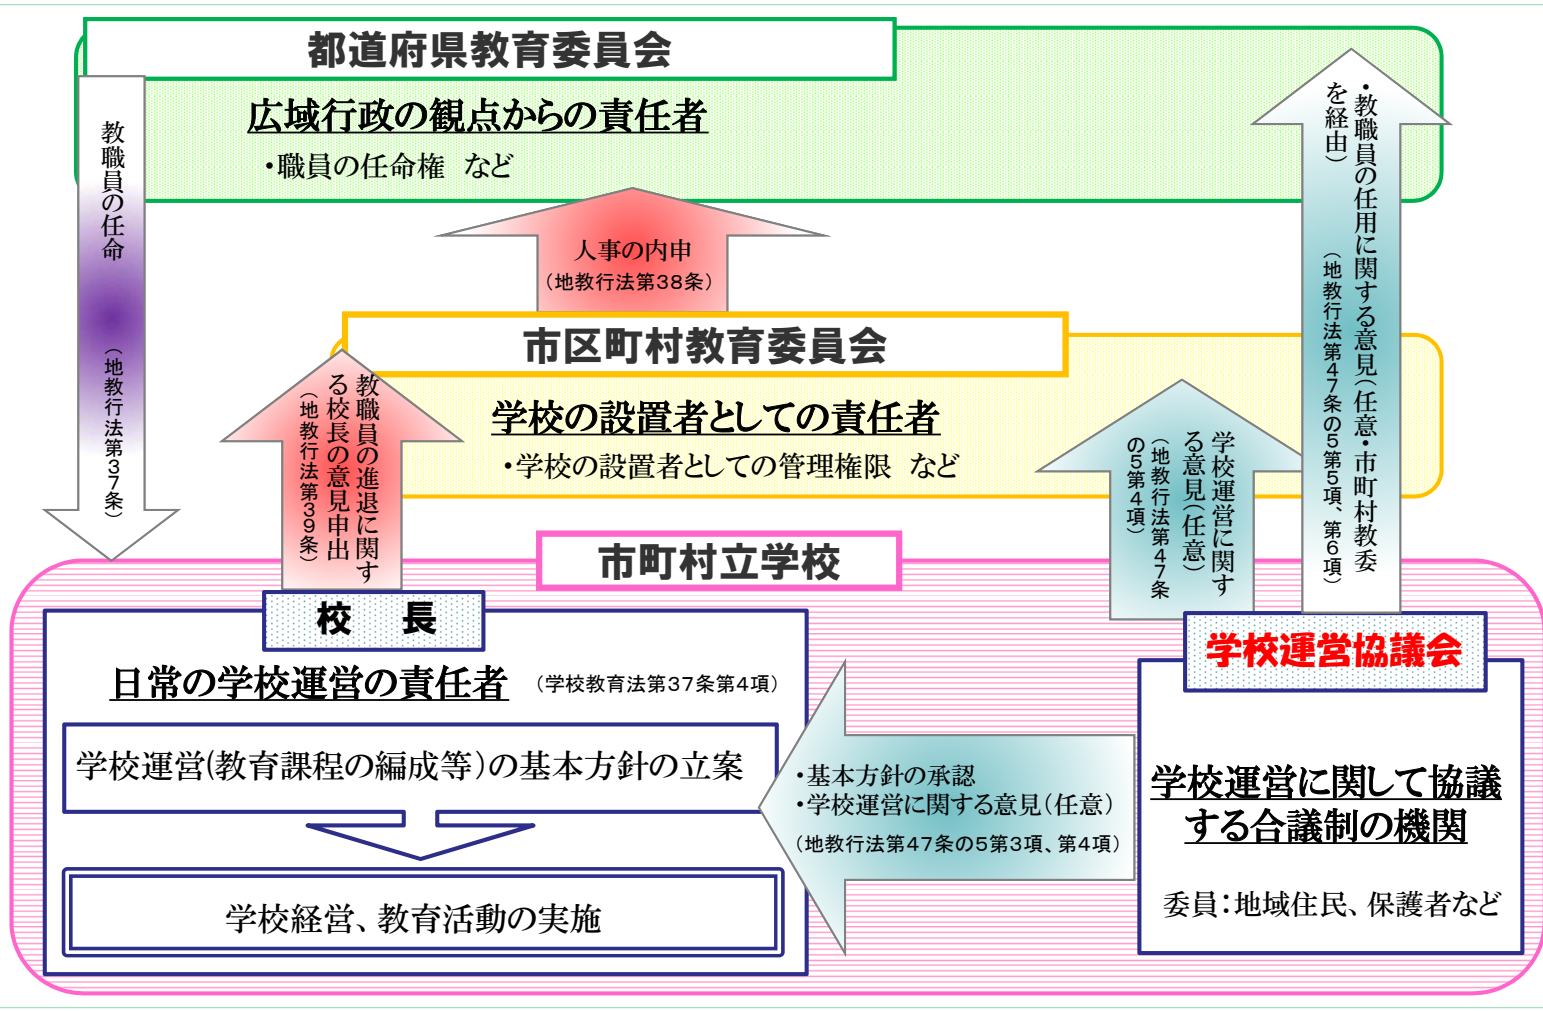 都道府県教育委員会
広域行政の観点からの責任者
・職員の任命権　など
教職員の任命
（地教行法第37条）
人事の内申
（地教行法第38条）
・教職員の任用に関する意見（任意・市町村教委
を経由）
（地教行法第47条の5第5項、第6項）
市区町村教育委員会
学校の設置者としての責任者
・学校の設置者としての管理権限　など
教職員の進退に関す
る校長の意見申出
（地教行法第39条）
学校運営に関す
る意見（任意）
（地教行法第47条
の5第4項）
市町村立学校
校　長
日常の学校運営の責任者　（学校教育法第37条第4項）
学校運営(教育課程の編成等）の基本方針の立案
学校経営、教育活動の実施
・基本方針の承認
・学校運営に関する意見（任意）
（地教行法第47条の5第3項、第4項）
学校運営協議会
学校運営に関して協議
する合議制の機関
委員：地域住民、保護者など